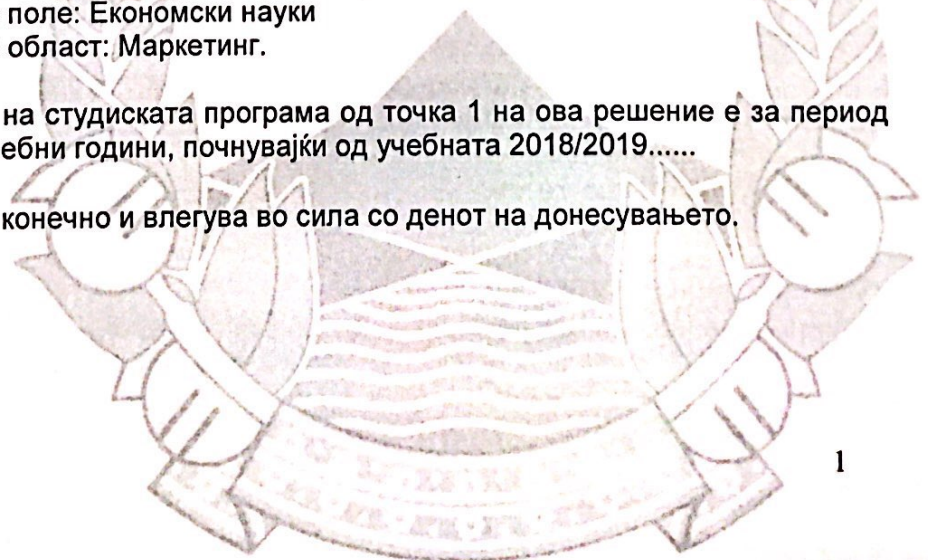 поле: Економски науки
област: Маркетинг.
на студиската програма од точка 1 на ова решение е за период
ебни години, почнувајќи од учебната 2018/2019......
конечно и влегува во сила со денот на донесувањето.
1